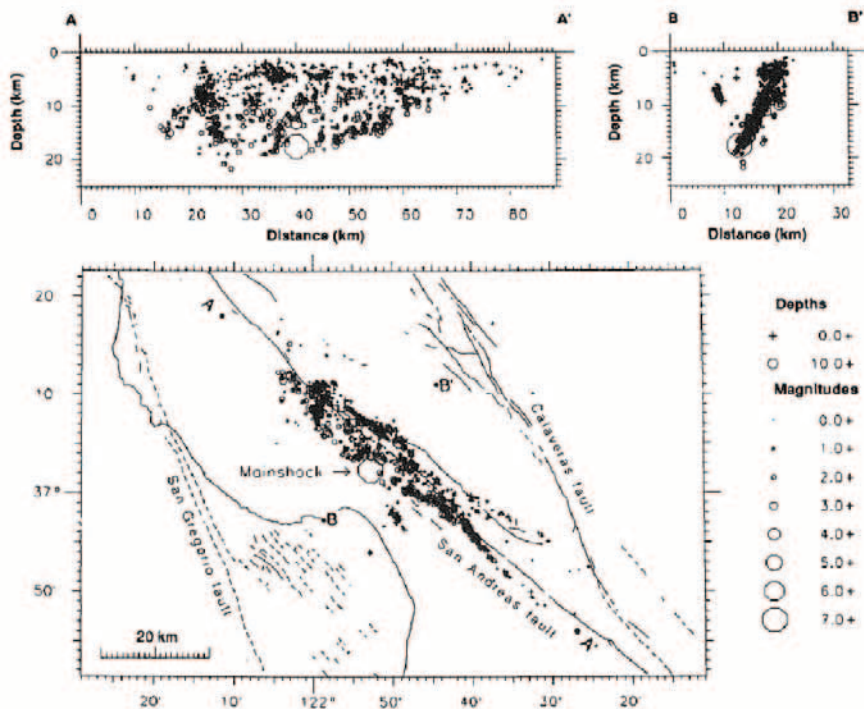 A A' B B'
0 0
10 10
20 20
Depth (km) Depth (km)
0 10 20 30 40 50 60 70 80 0 10 20 30
Distance (km) Distance (km)
20'
10'
37°
50'
A
B'
Mainshock
B
A'
San Gregorio fault
San Andreas fault
Calaveras fault
20 km
20' 10' 122° 50' 40' 30' 20'
Depths
+ 0.0+
10.0+
Magnitudes
0.0+
1.0+
2.0+
3.0+
4.0+
5.0+
6.0+
7.0+